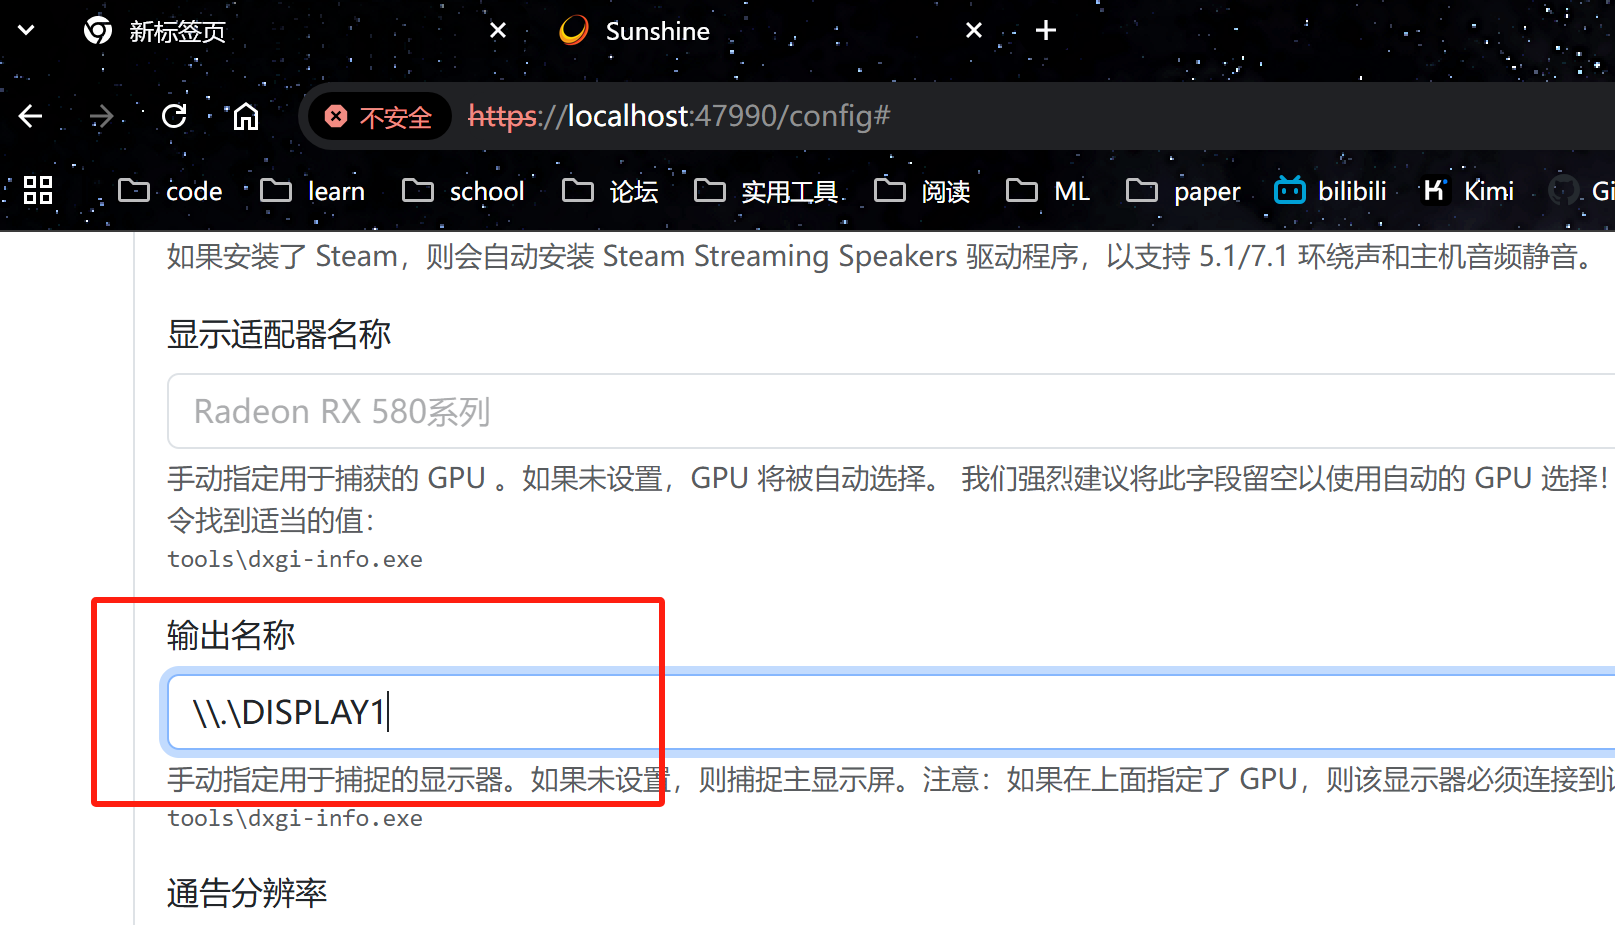 新标签页
Sunshine
不安全 https://localhost:47990/config#
code learn school 论坛 实用工具 阅读 ML paper bilibili Kimi Gi
如果安装了 Steam，则会自动安装 Steam Streaming Speakers 驱动程序，以支持 5.1/7.1 环绕声和主机音频静音。
显示适配器名称
Radeon RX 580系列
手动指定用于捕获的 GPU 。如果未设置，GPU 将被自动选择。 我们强烈建议将此字段留空以使用自动的 GPU 选择！
令找到适当的值：
tools\dxgi-info.exe
输出名称
\\.\DISPLAY1
手动指定用于捕捉的显示器。如果未设置，则捕捉主显示屏。注意：如果在上面指定了 GPU，则该显示器必须连接到
tools\dxgi-info.exe
通告分辨率